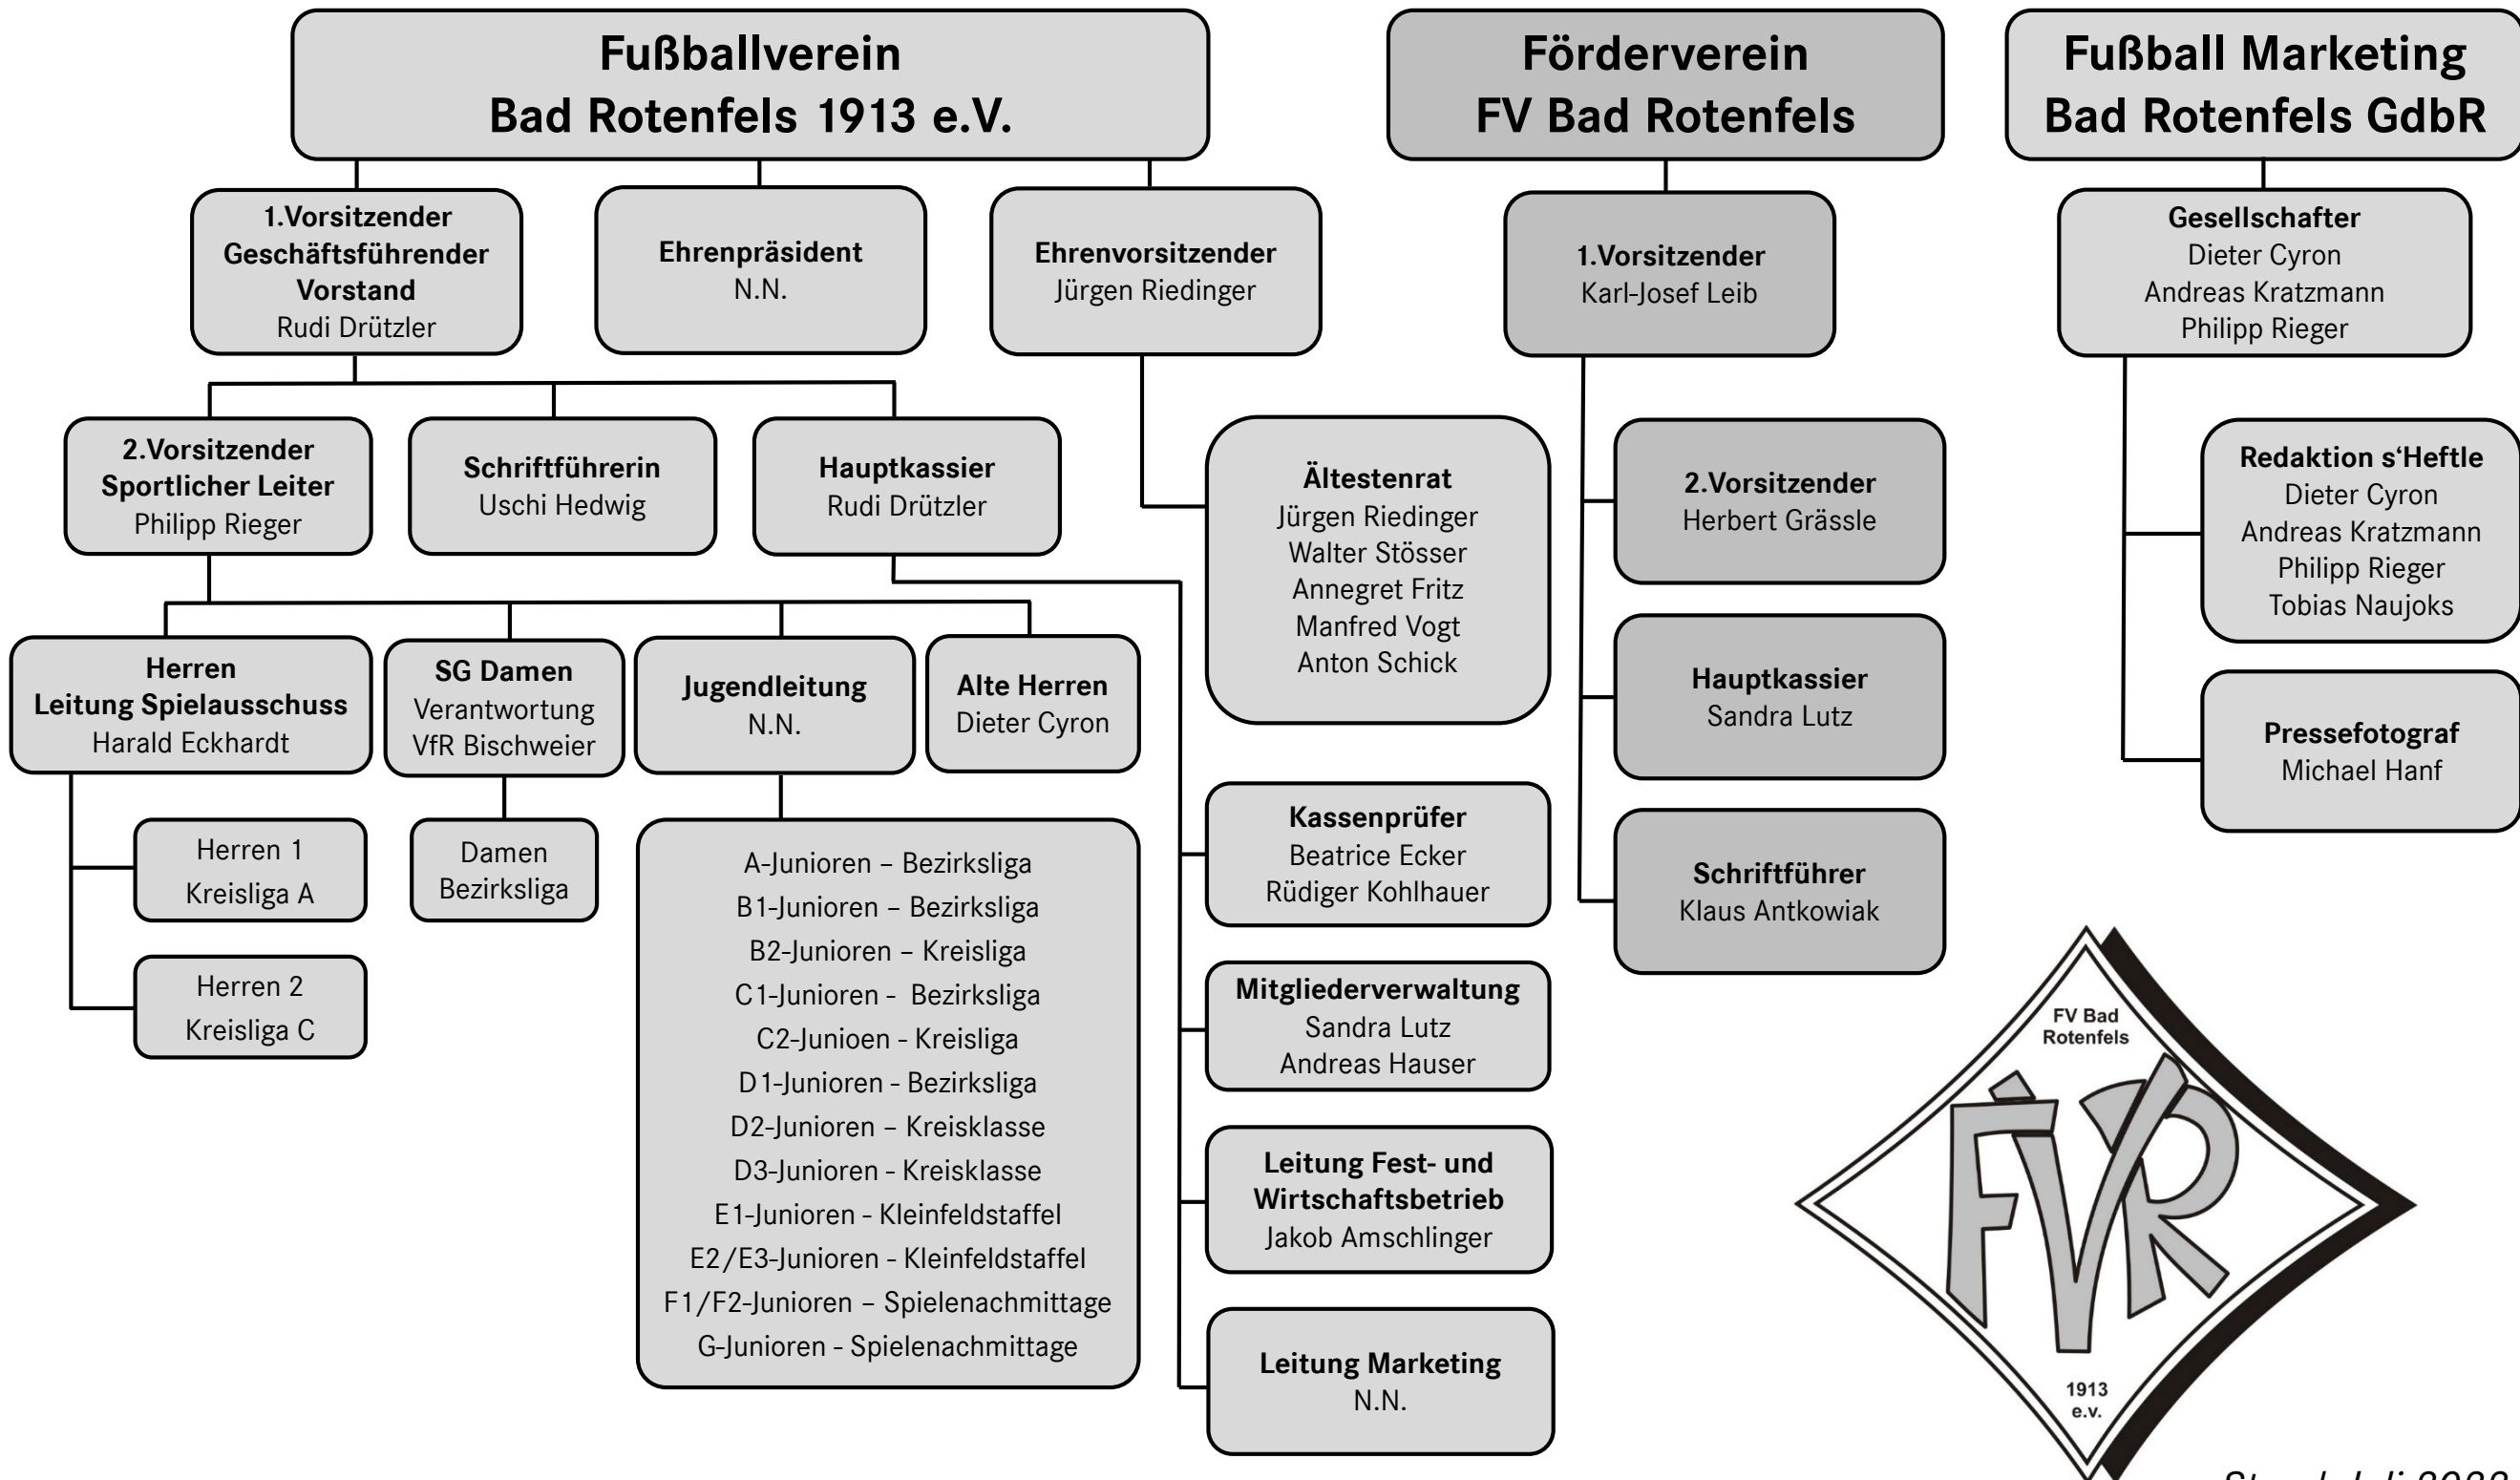 Fußballverein
Bad Rotenfels 1913 e.V.
Förderverein
FV Bad Rotenfels
Fußball Marketing
Bad Rotenfels GdbR
1.Vorsitzender
Geschäftsführender
Vorstand
Rudi Drützler
Ehrenpräsident
N.N.
Ehrenvorsitzender
Jürgen Riedinger
1.Vorsitzender
Karl-Josef Leib
Gesellschafter
Dieter Cyron
Andreas Kratzmann
Philipp Rieger
2.Vorsitzender
Sportlicher Leiter
Philipp Rieger
Schriftführerin
Uschi Hedwig
Hauptkassier
Rudi Drützler
Ältestenrat
Jürgen Riedinger
Walter Stösser
Annegret Fritz
Manfred Vogt
Anton Schick
2.Vorsitzender
Herbert Grässle
Redaktion s‘Heftle
Dieter Cyron
Andreas Kratzmann
Philipp Rieger
Tobias Naujoks
Herren
Leitung Spielausschuss
Harald Eckhardt
SG Damen
Verantwortung
VfR Bischweier
Jugendleitung
N.N.
Alte Herren
Dieter Cyron
Hauptkassier
Sandra Lutz
Pressefotograf
Michael Hanf
Herren 1
Kreisliga A
Damen
Bezirksliga
Herren 2
Kreisliga C
A-Junioren – Bezirksliga
B1-Junioren – Bezirksliga
B2-Junioren – Kreisliga
C1-Junioren -  Bezirksliga
C2-Junioen - Kreisliga
D1-Junioren - Bezirksliga
D2-Junioren – Kreisklasse
D3-Junioren - Kreisklasse
E1-Junioren - Kleinfeldstaffel
E2/E3-Junioren - Kleinfeldstaffel
F1/F2-Junioren – Spielenachmittage
G-Junioren - Spielenachmittage
Kassenprüfer
Beatrice Ecker
Rüdiger Kohlhauer
Schriftführer
Klaus Antkowiak
Mitgliederverwaltung
Sandra Lutz
Andreas Hauser
Leitung Fest- und
Wirtschaftsbetrieb
Jakob Amschlinger
Leitung Marketing
N.N.
FV Bad
Rotenfels
FVR
1913
e.v.